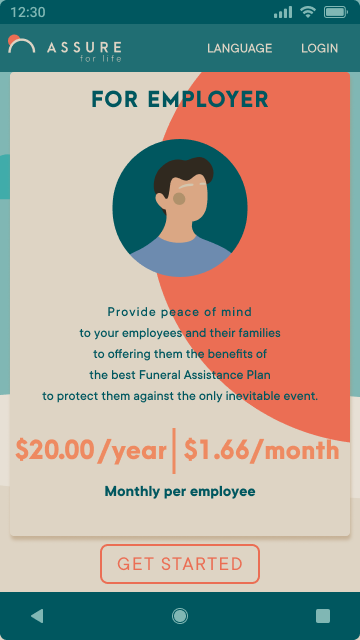 12:30
ASSURE
for life
LANGUAGE
LOGIN
FOR EMPLOYER
Provide peace of mind
to your employees and their families
to offering them the benefits of
the best Funeral Assistance Plan
to protect them against the only inevitable event.
$20.00/year | $1.66/month
Monthly per employee
GET STARTED